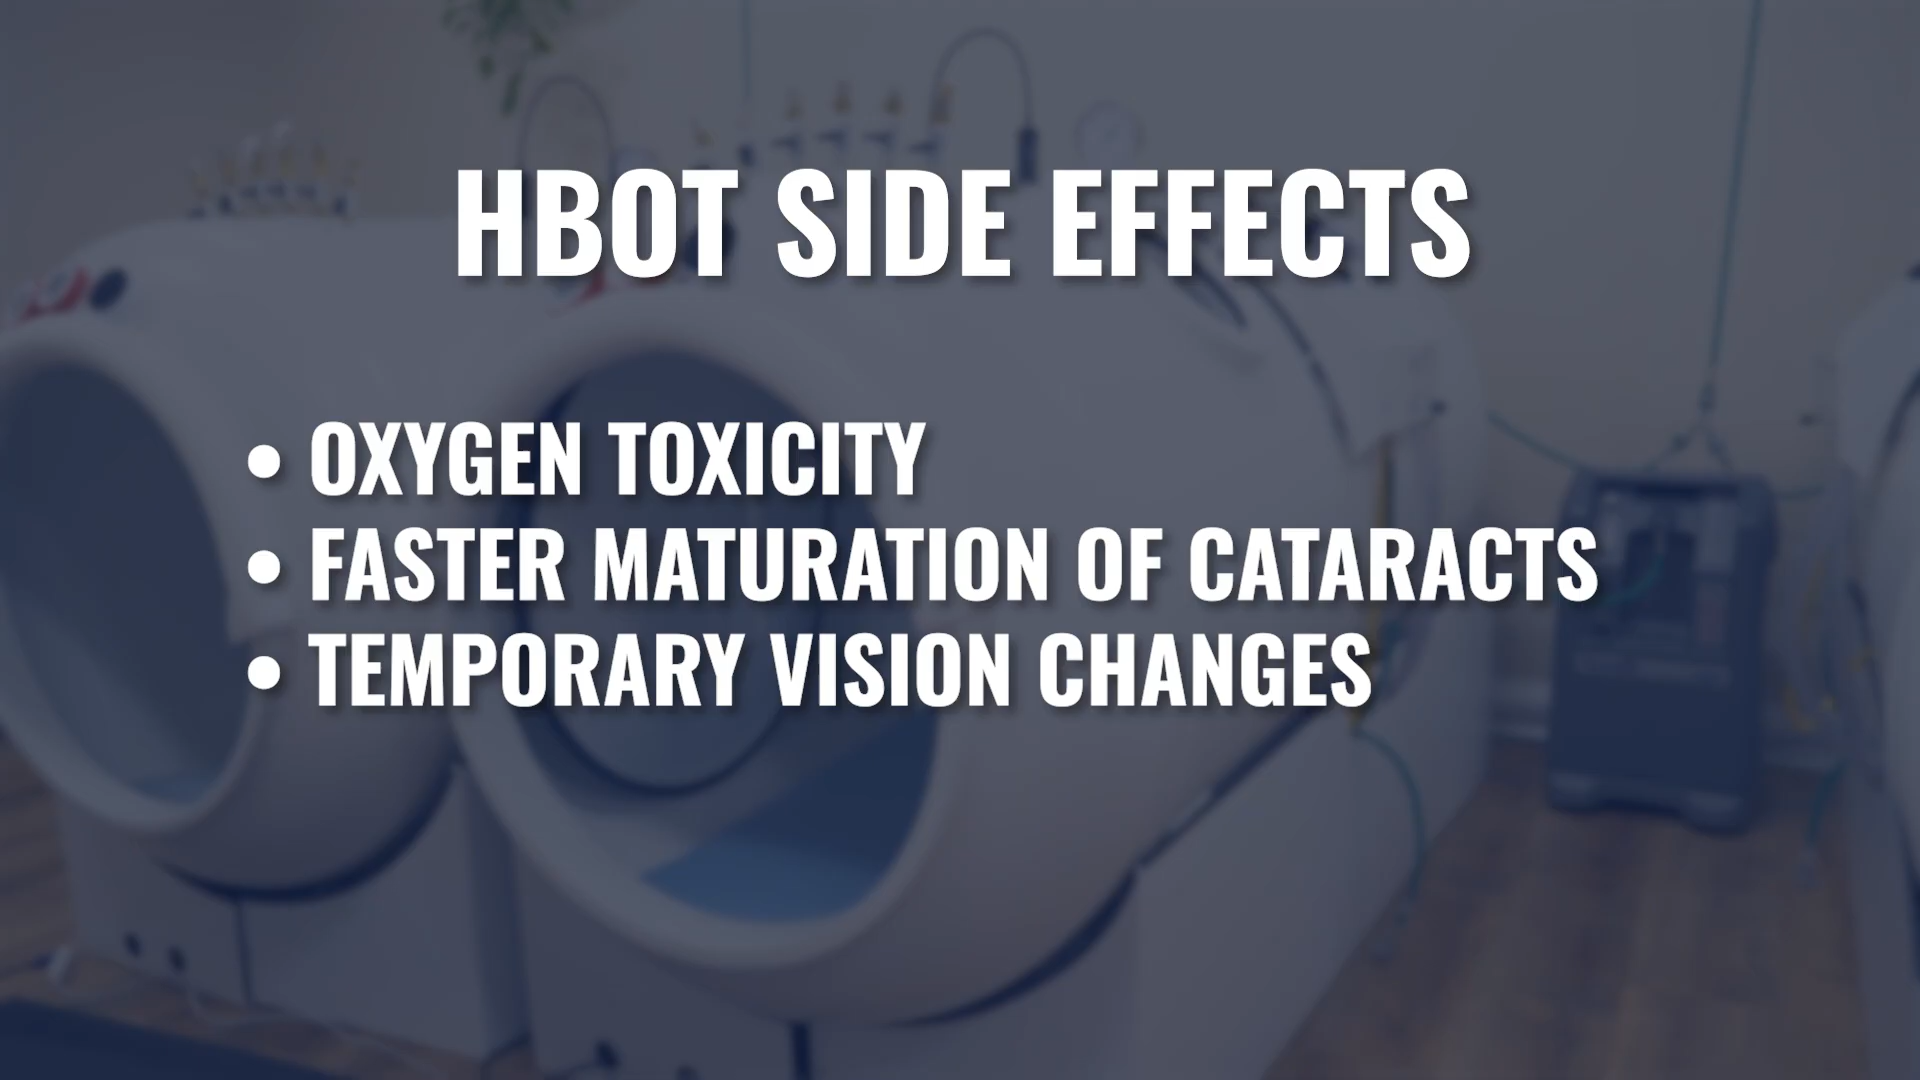 HBOT SIDE EFFECTS
• OXYGEN TOXICITY
• FASTER MATURATION OF CATARACTS
• TEMPORARY VISION CHANGES